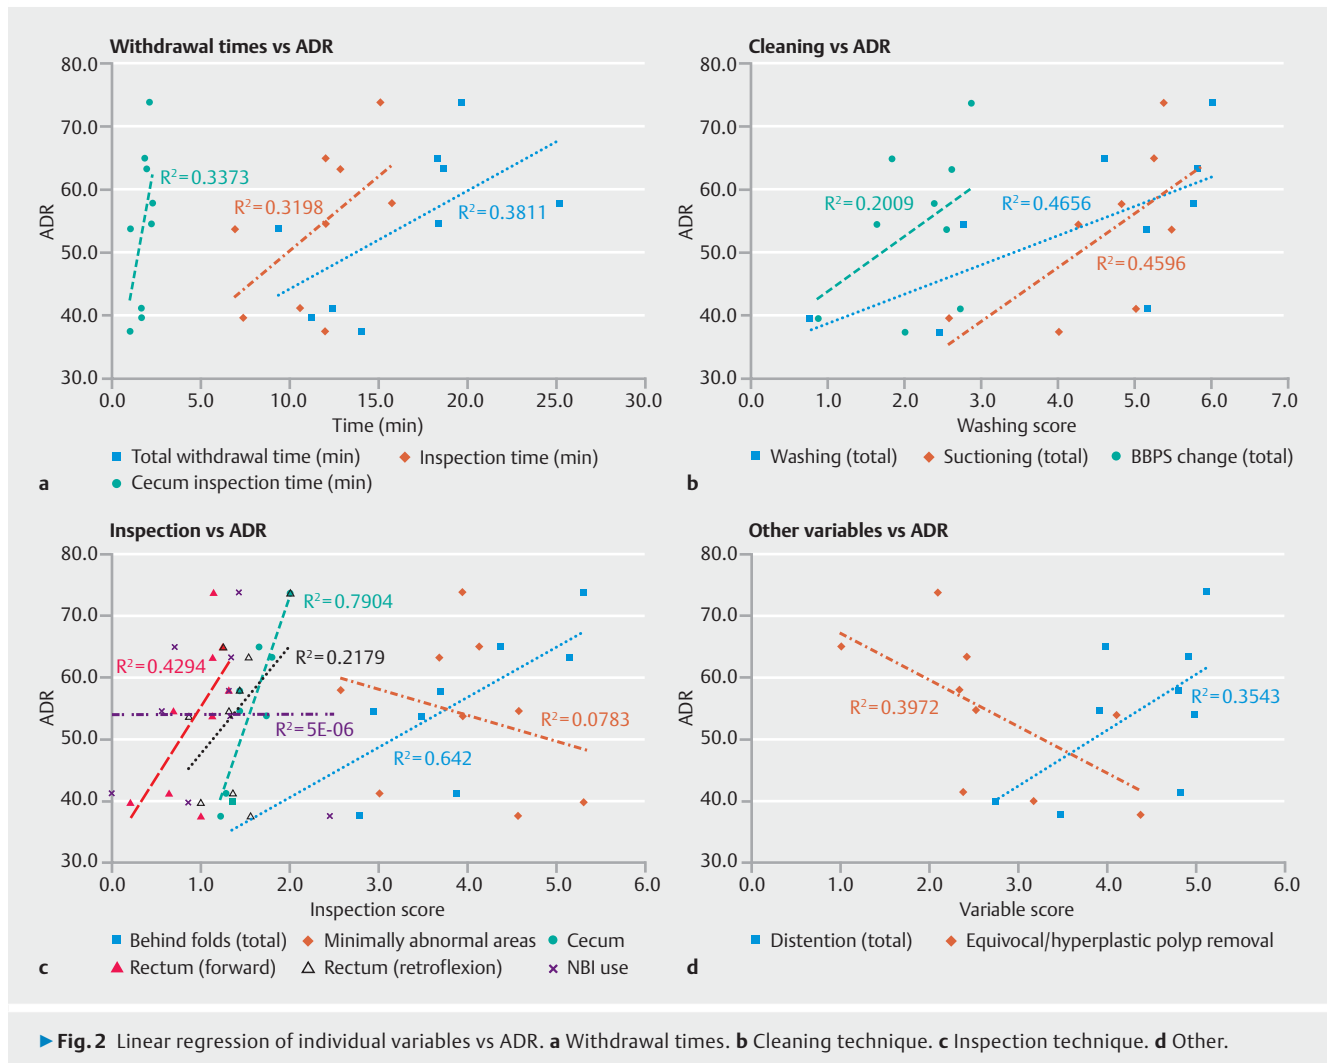 Withdrawal times vs ADR
80.0
70.0
60.0
50.0
40.0
30.0
ADR
R²=0.3373
R²=0.3198
R²=0.3811
0.0 5.0 10.0 15.0 20.0 25.0 30.0
Time (min)
Total withdrawal time (min) Inspection time (min)
Cecum inspection time (min)
a
Cleaning vs ADR
80.0
70.0
60.0
50.0
40.0
30.0
ADR
R²=0.2009
R²=0.4656
R²=0.4596
0.0 1.0 2.0 3.0 4.0 5.0 6.0 7.0
Washing score
Washing (total) Suctioning (total) BBPS change (total)
b
Inspection vs ADR
80.0
70.0
60.0
50.0
40.0
30.0
ADR
R²=0.7904
R²=0.4294
R²=0.2179
R²=5E-06
R²=0.0783
R²=0.642
0.0 1.0 2.0 3.0 4.0 5.0 6.0
Inspection score
Behind folds (total) Minimally abnormal areas Cecum
Rectum (forward) Rectum (retroflexion) NBI use
c
Other variables vs ADR
80.0
70.0
60.0
50.0
40.0
30.0
ADR
R²=0.3972
R²=0.3543
0.0 1.0 2.0 3.0 4.0 5.0 6.0
Variable score
Distention (total) Equivocal/hyperplastic polyp removal
d
▶ Fig. 2 Linear regression of individual variables vs ADR. a Withdrawal times. b Cleaning technique. c Inspection technique. d Other.